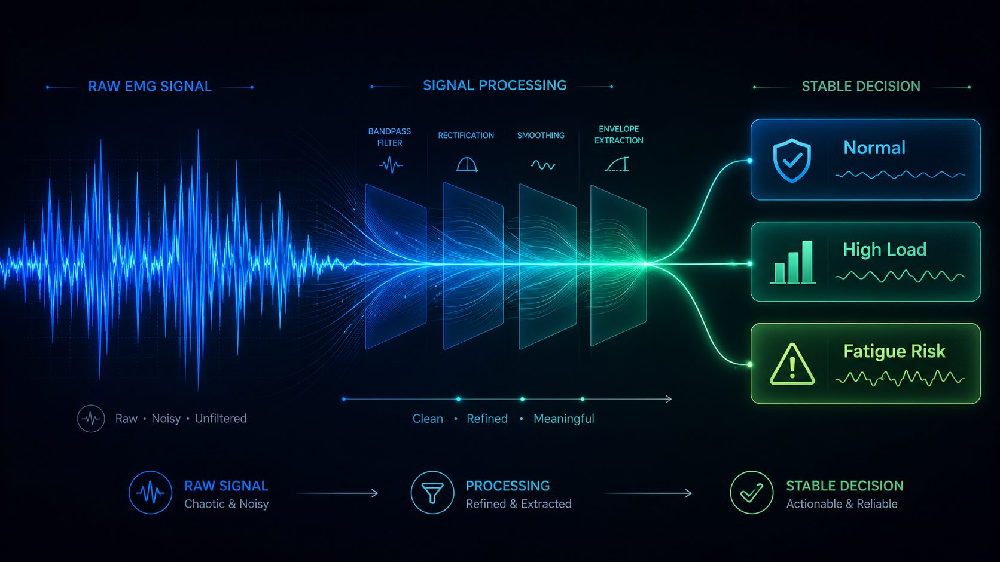 RAW EMG SIGNAL
SIGNAL PROCESSING
STABLE DECISION
BANDPASS
FILTER
RECTIFICATION
SMOOTHING
ENVELOPE
EXTRACTION
Normal
High Load
Fatigue Risk
Raw • Noisy • Unfiltered
Clean • Refined • Meaningful
RAW SIGNAL
Chaotic & Noisy
PROCESSING
Refined & Extracted
STABLE DECISION
Actionable & Reliable